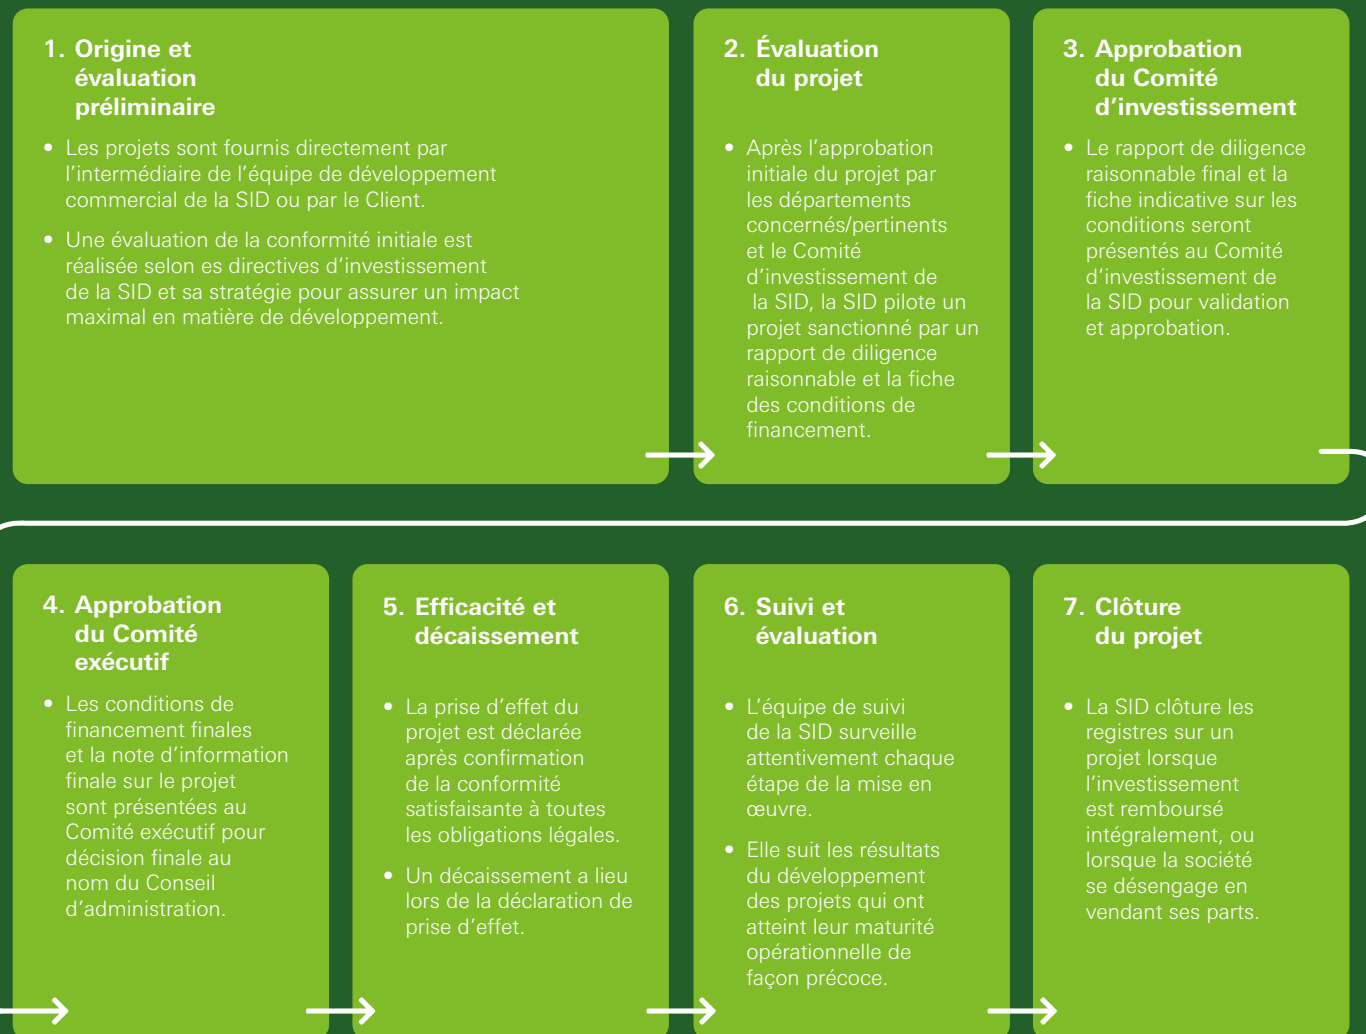 1. Origine et
évaluation
préliminaire
• Les projets sont fournis directement par
l’intermédiaire de l’équipe de développement
commercial de la SID ou par le Client.
• Une évaluation de la conformité initiale est
réalisée selon es directives d’investissement
de la SID et sa stratégie pour assurer un impact
maximal en matière de développement.
2. Évaluation
du projet
• Après l’approbation
initiale du projet par
les départements
concernés/pertinents
et le Comité
d’investissement de
la SID, la SID pilote un
projet sanctionné par un
rapport de diligence
raisonnable et la fiche
des conditions de
financement.
3. Approbation
du Comité
d’investissement
• Le rapport de diligence
raisonnable final et la
fiche indicative sur les
conditions seront
présentés au Comité
d’investissement de
la SID pour validation
et approbation.
4. Approbation
du Comité
exécutif
• Les conditions de
financement finales
et la note d’information
finale sur le projet
sont présentées au
Comité exécutif pour
décision finale au
nom du Conseil
d’administration.
5. Efficacité et
décaissement
• La prise d’effet du
projet est déclarée
après confirmation
de la conformité
satisfaisante à toutes
les obligations légales.
• Un décaissement a lieu
lors de la déclaration de
prise d’effet.
6. Suivi et
évaluation
• L’équipe de suivi
de la SID surveille
attentivement chaque
étape de la mise en
œuvre.
• Elle suit les résultats
du développement
des projets qui ont
atteint leur maturité
opérationnelle de
façon précoce.
7. Clôture
du projet
• La SID clôture les
registres sur un
projet lorsque
l’investissement
est remboursé
intégralement, ou
lorsque la société
se désengage en
vendant ses parts.